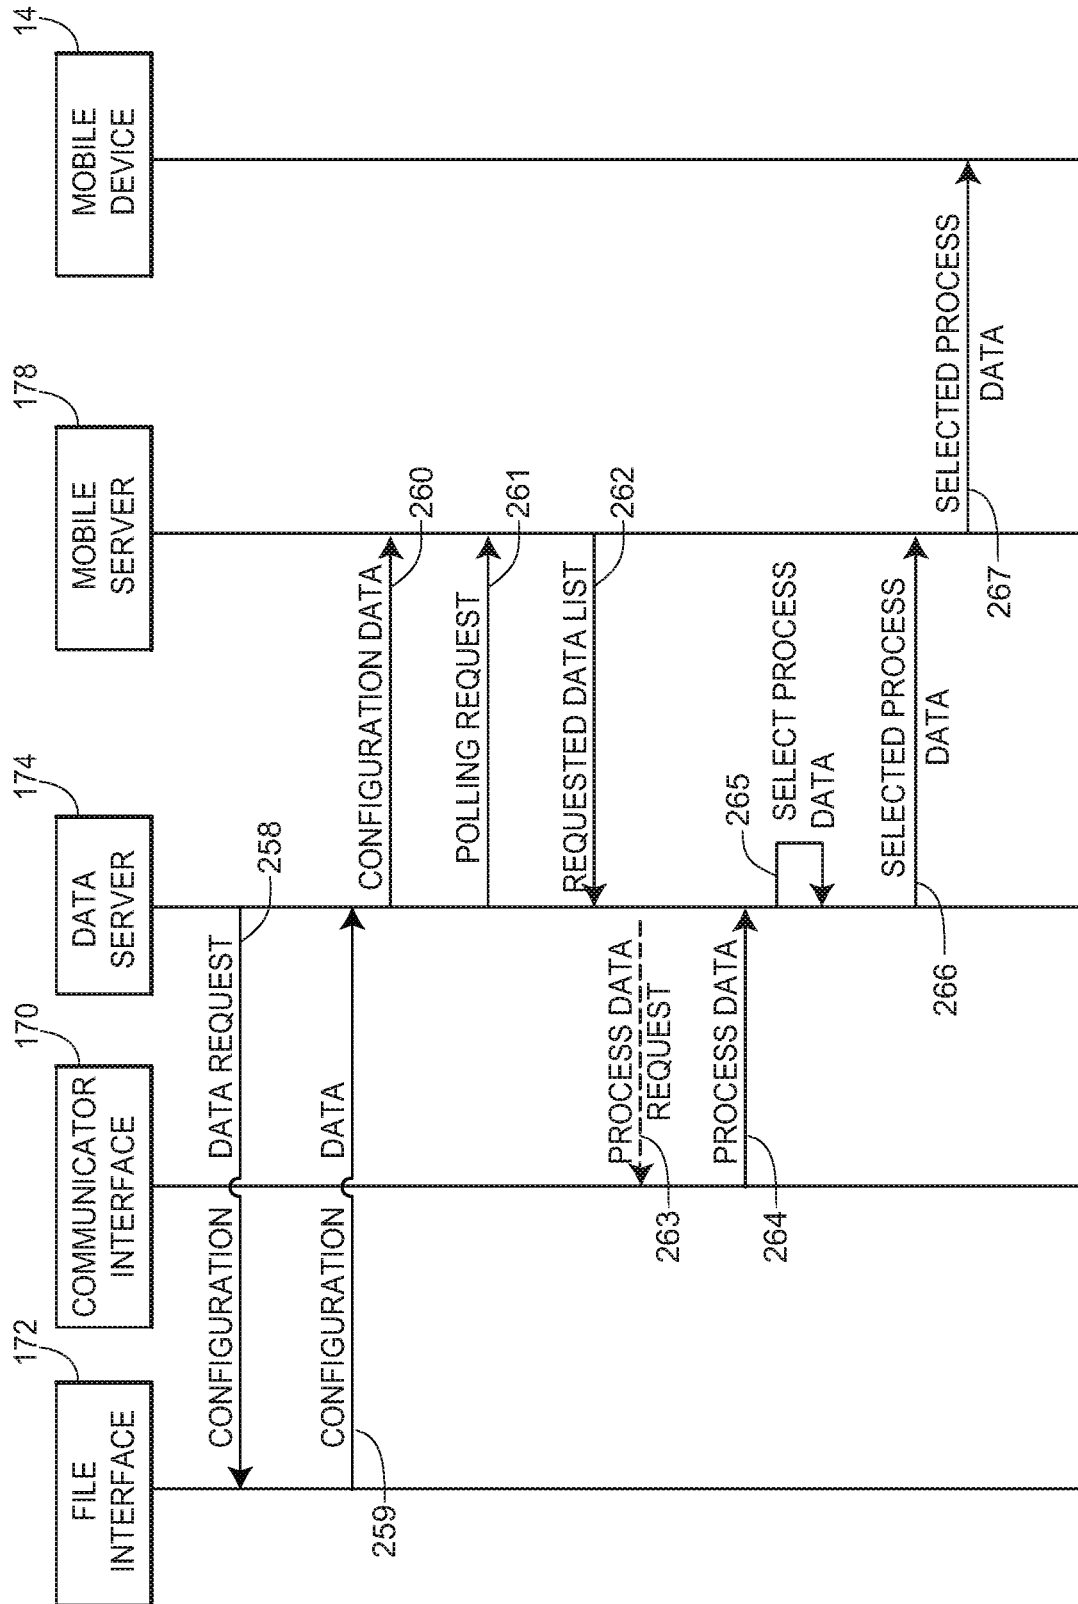 172
170
174
178
14
FILE
INTERFACE
COMMUNICATOR
INTERFACE
DATA
SERVER
MOBILE
SERVER
MOBILE
DEVICE
CONFIGURATION DATA REQUEST
258
CONFIGURATION DATA
259
CONFIGURATION DATA
260
POLLING REQUEST
261
REQUESTED DATA LIST
262
PROCESS DATA
REQUEST
263
PROCESS DATA
264
265
SELECT PROCESS
DATA
SELECTED PROCESS
DATA
266
SELECTED PROCESS
DATA
267